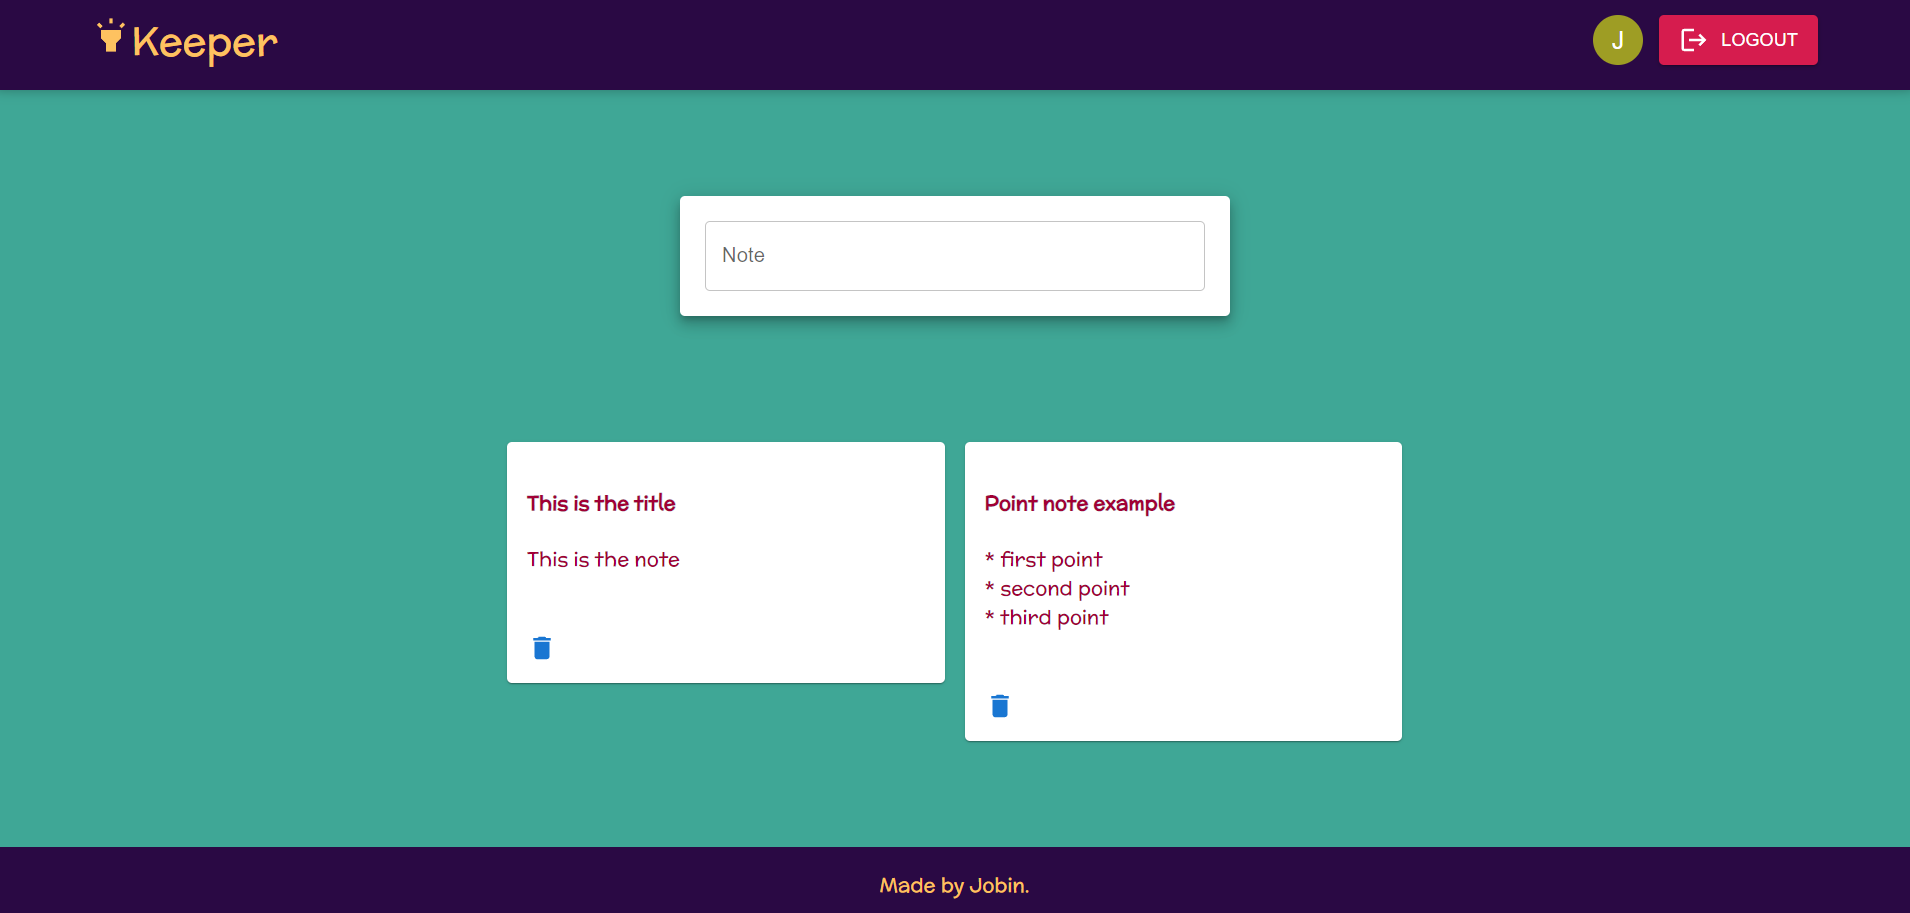 Keeper
J
LOGOUT
Note
This is the title
This is the note
Point note example
* first point
* second point
* third point
Made by Jobin.